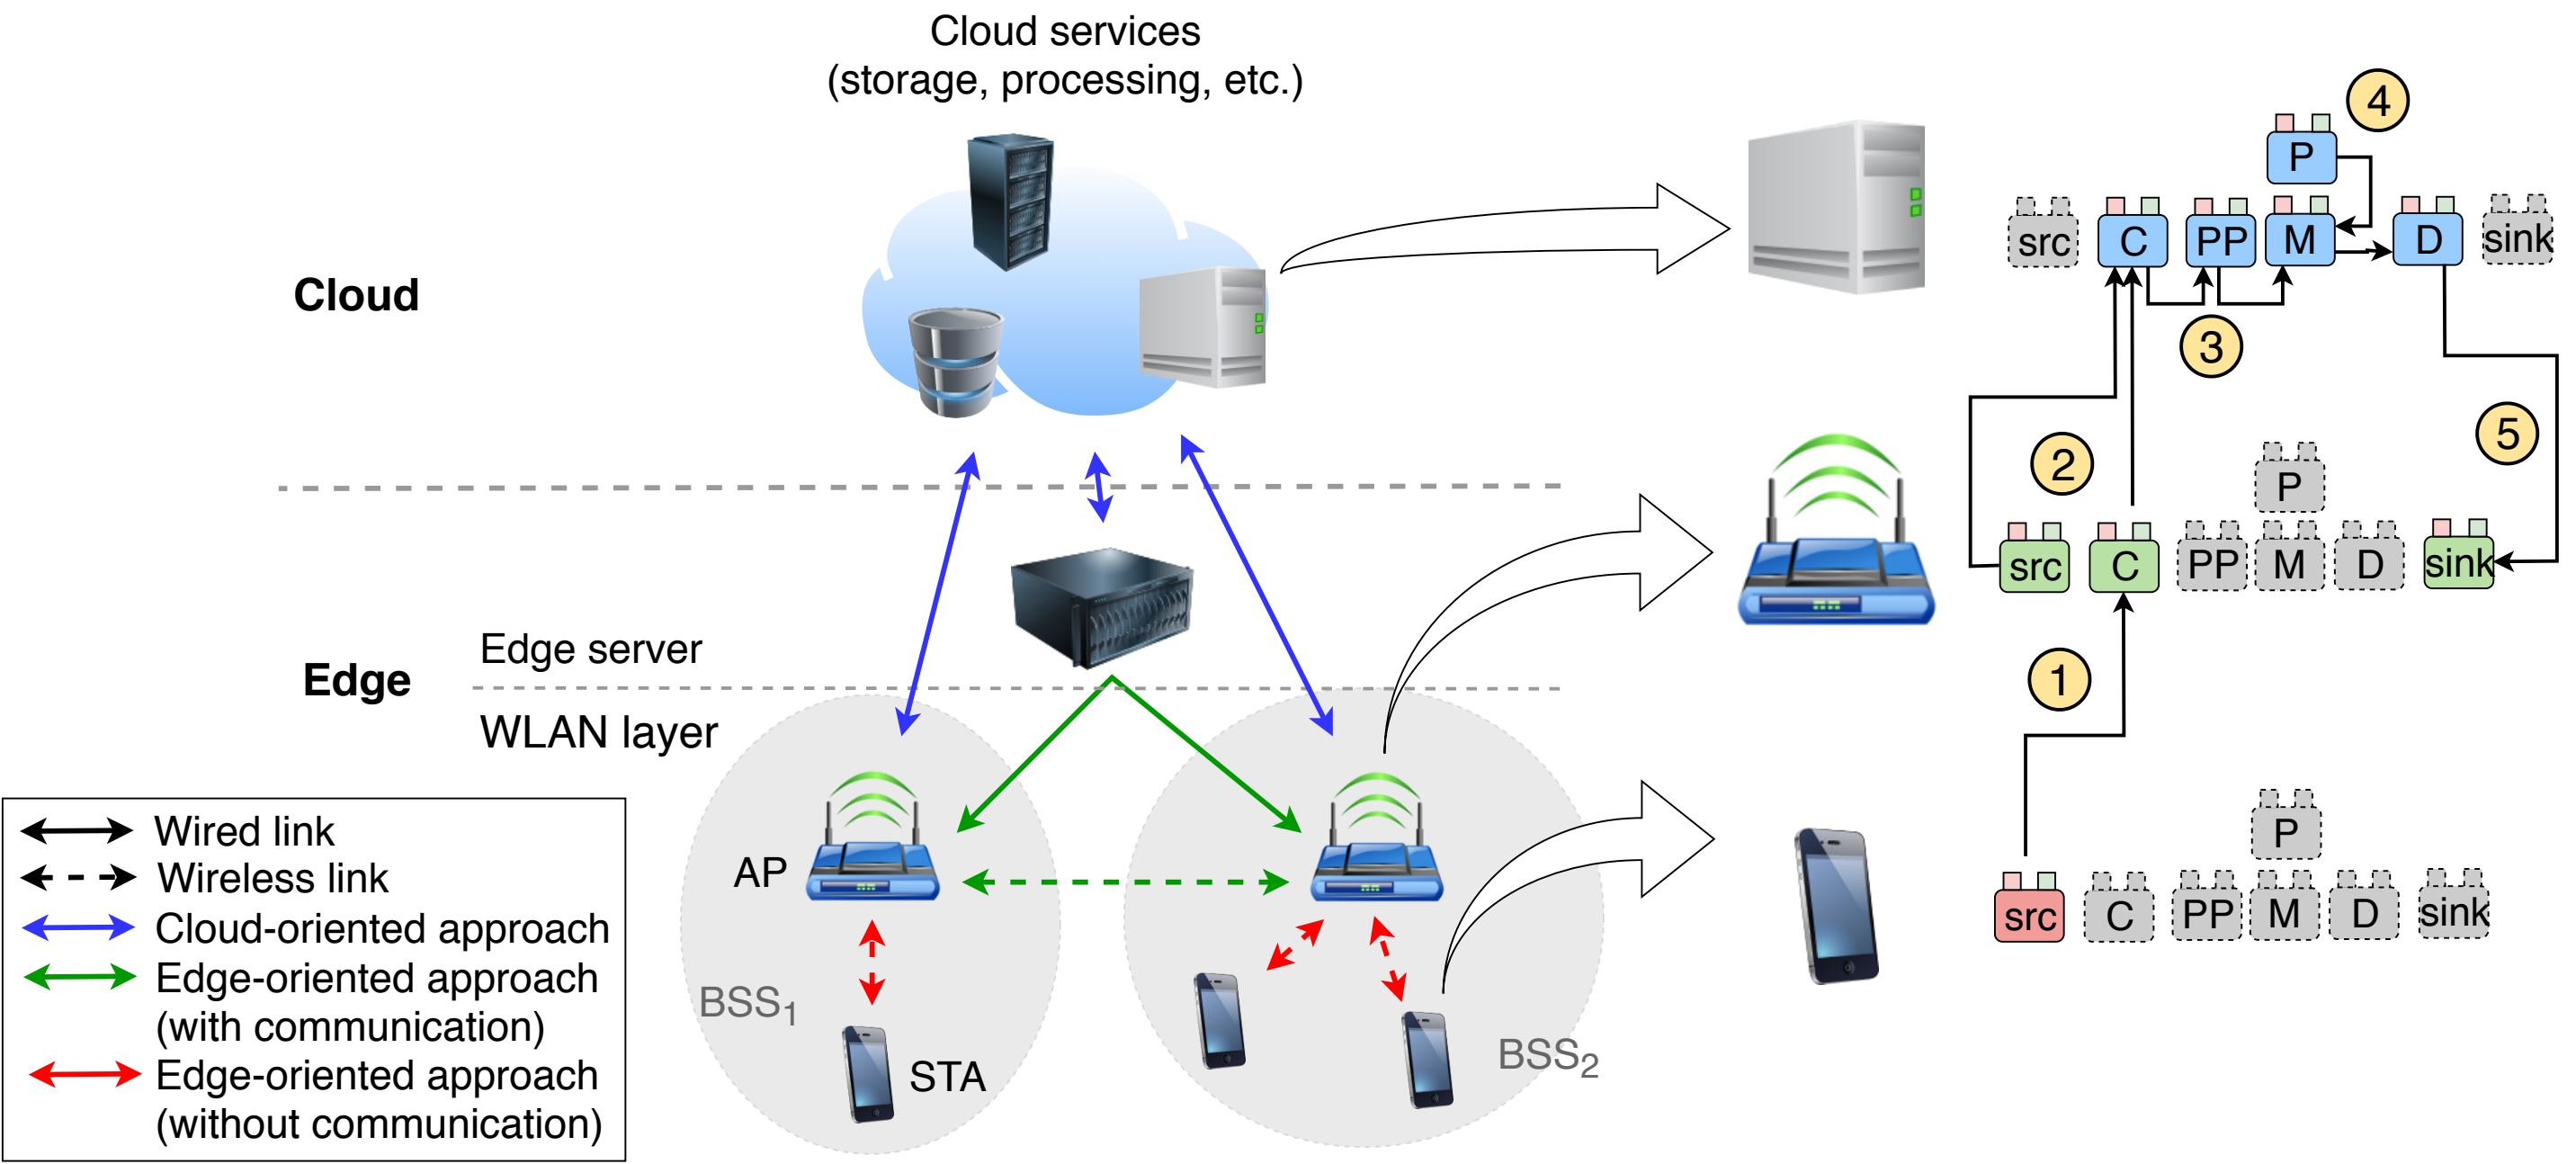 Cloud services
(storage, processing, etc.)
Cloud
Edge server
Edge
WLAN layer
AP
BSS1
STA
BSS2
Wired link
Wireless link
Cloud-oriented approach
Edge-oriented approach
(with communication)
Edge-oriented approach
(without communication)
4
P
src C PP M D sink
3
2
5
P
src C PP M D sink
1
P
src C PP M D sink